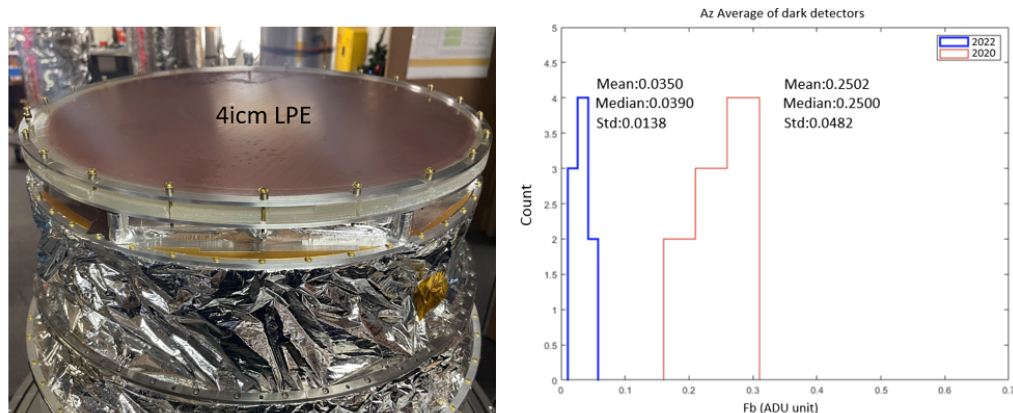 4icm LPE
Az Average of dark detectors
2022
2020
Mean:0.0350
Median:0.0390
Std:0.0138
Mean:0.2502
Median:0.2500
Std:0.0482
Count
5
4.5
4
3.5
3
2.5
2
1.5
1
0.5
0
0 0.1 0.2 0.3 0.4 0.5 0.6 0.7
Fb (ADU unit)